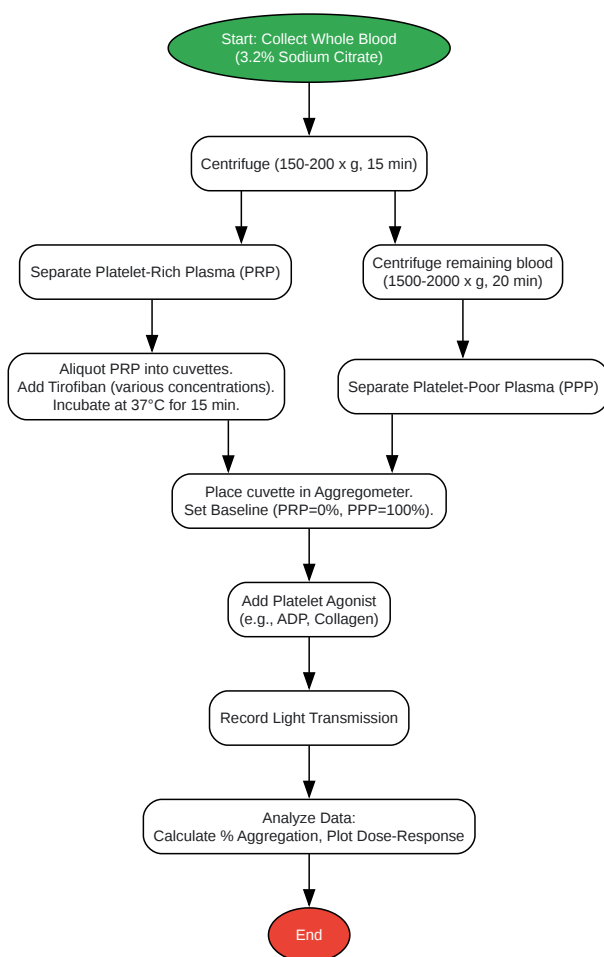 Start: Collect Whole Blood
(3.2% Sodium Citrate)
Centrifuge (150-200 x g, 15 min)
Separate Platelet-Rich Plasma (PRP)
Centrifuge remaining blood
(1500-2000 x g, 20 min)
Aliquot PRP into cuvettes.
Add Tirofiban (various concentrations).
Incubate at 37°C for 15 min.
Separate Platelet-Poor Plasma (PPP)
Place cuvette in Aggregometer.
Set Baseline (PRP=0%, PPP=100%).
Add Platelet Agonist
(e.g., ADP, Collagen)
Record Light Transmission
Analyze Data:
Calculate % Aggregation, Plot Dose-Response
End